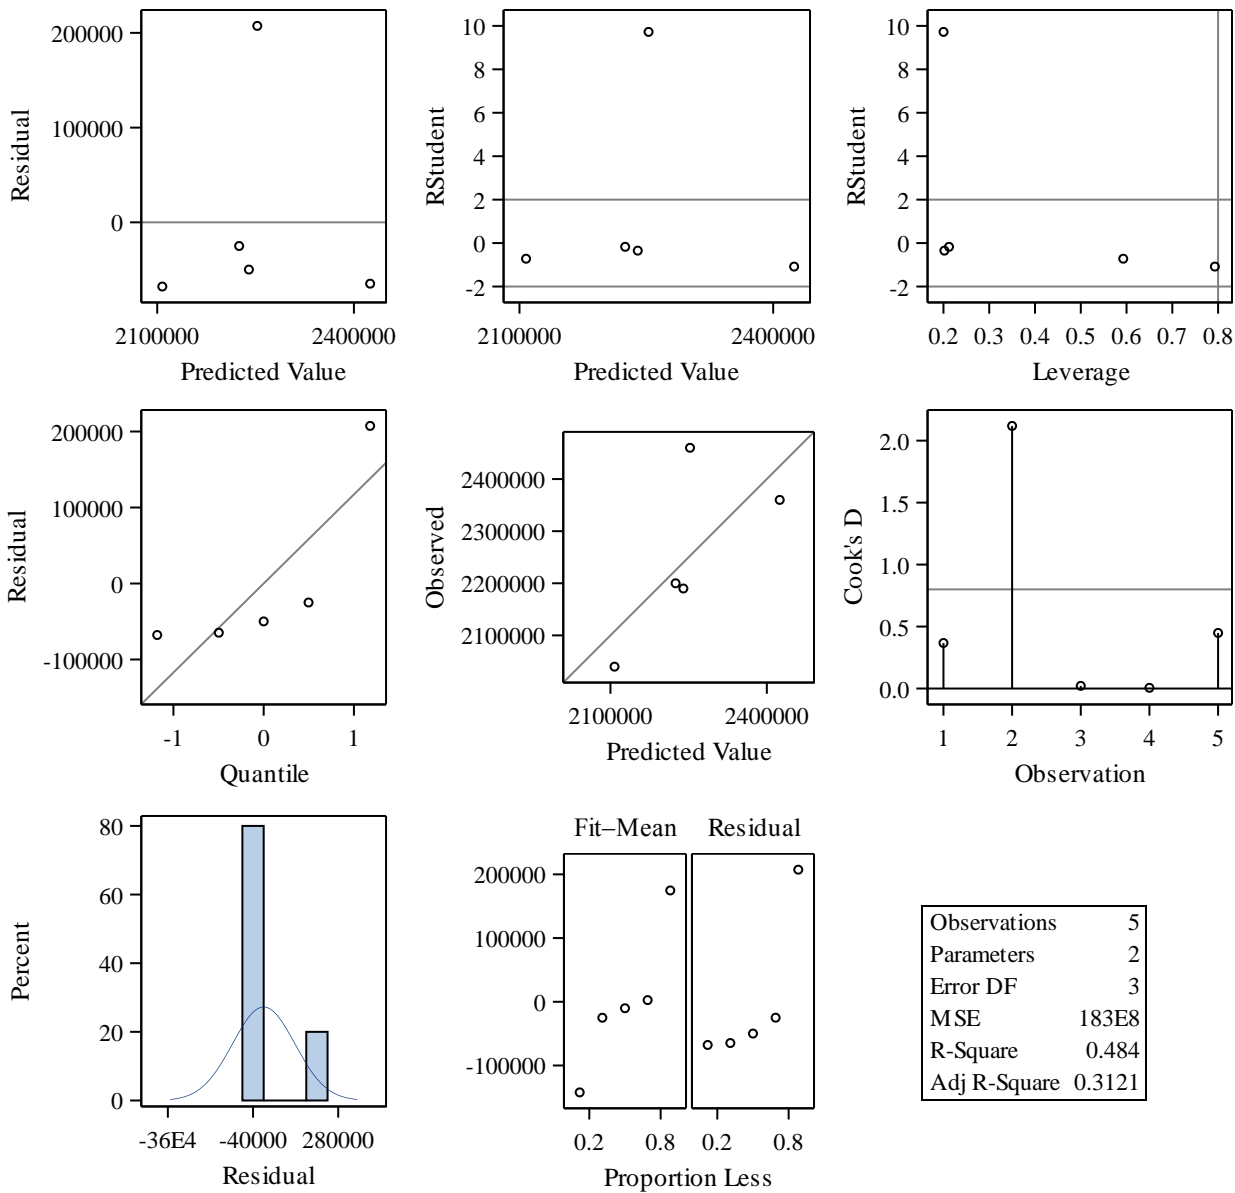 Residual
200000
100000
0
2100000 2400000
Predicted Value
RStudent
10
8
6
4
2
0
-2
2100000 2400000
Predicted Value
RStudent
10
8
6
4
2
0
-2
0.2 0.3 0.4 0.5 0.6 0.7 0.8
Leverage
Residual
200000
100000
0
-100000
-1 0 1
Quantile
Observed
2400000
2300000
2200000
2100000
2100000 2400000
Predicted Value
Cook's D
2.0
1.5
1.0
0.5
0.0
1 2 3 4 5
Observation
Percent
80
60
40
20
0
-36E4 -40000 280000
Residual
Fit–Mean Residual
200000
100000
0
-100000
0.2 0.8 0.2 0.8
Proportion Less
Observations 5
Parameters 2
Error DF 3
MSE 183E8
R-Square 0.484
Adj R-Square 0.3121